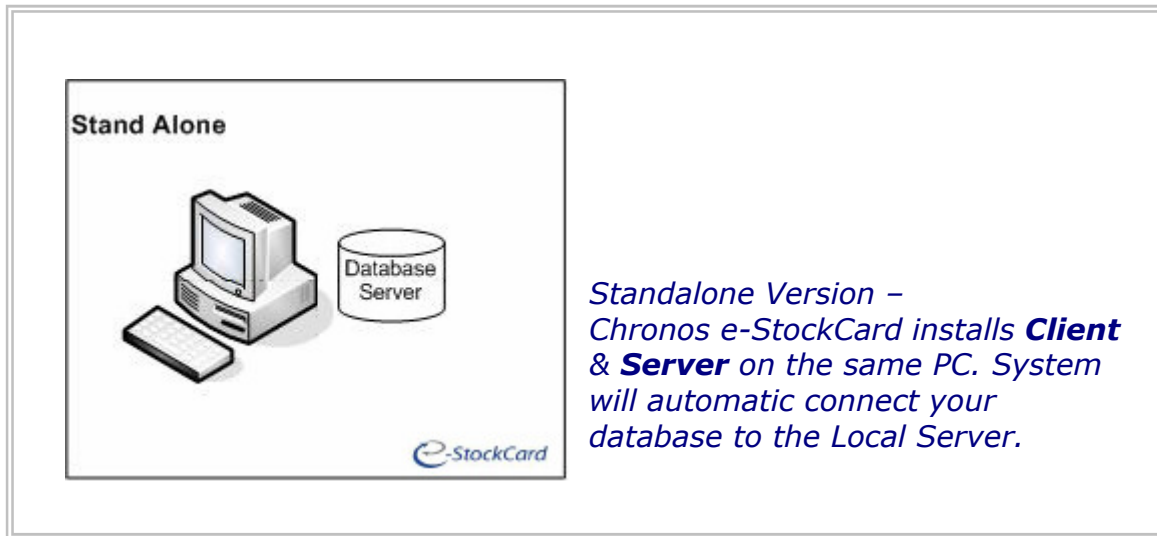 Stand Alone
Database
Server
e-StockCard
Standalone Version –
Chronos e-StockCard installs Client
& Server on the same PC. System
will automatic connect your
database to the Local Server.